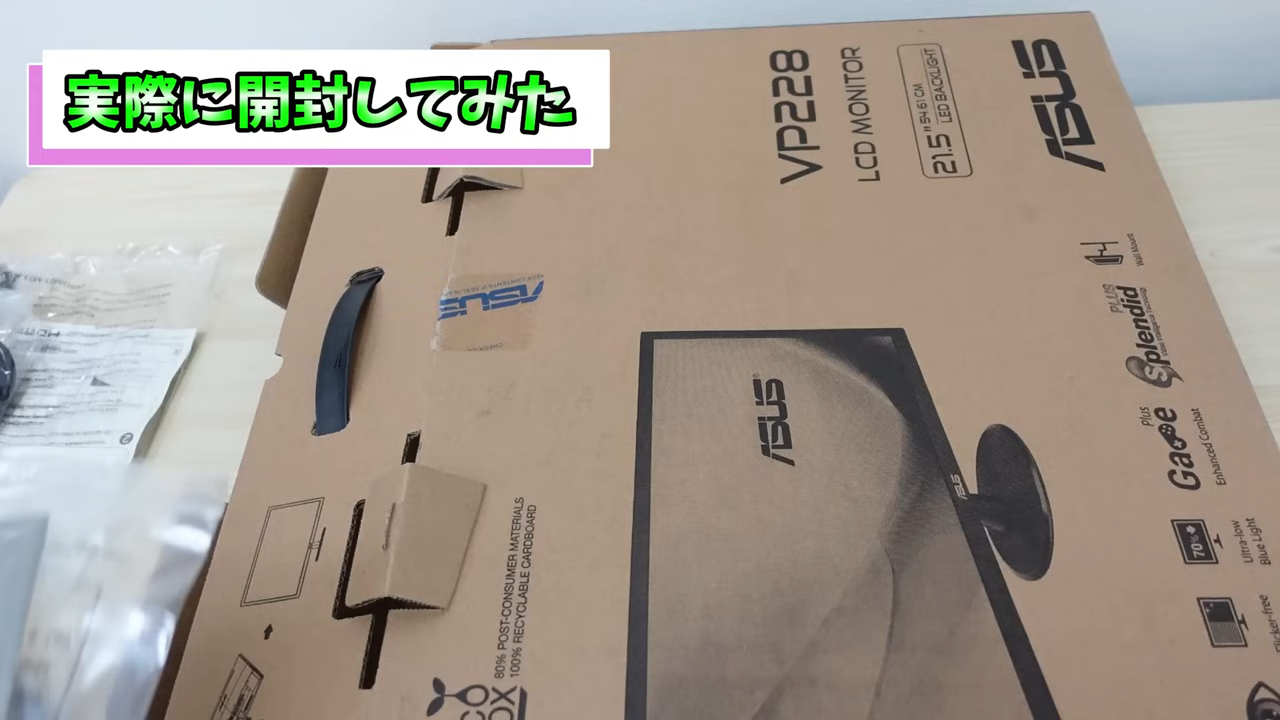 実際に開封してみた
VP228
LCD MONITOR
21.5" 54.61 CM
LED BACKLIGHT
ASUS
Wall Mount
PLUS
Splendid
Plus
Game
Enhanced Combat
70%
Ultra-low
Blue Light
Flicker-free
ASUS
ASUS
ASUS
ASUS
80% POST-CONSUMER MATERIALS
100% RECYCLABLE CARDBOARD